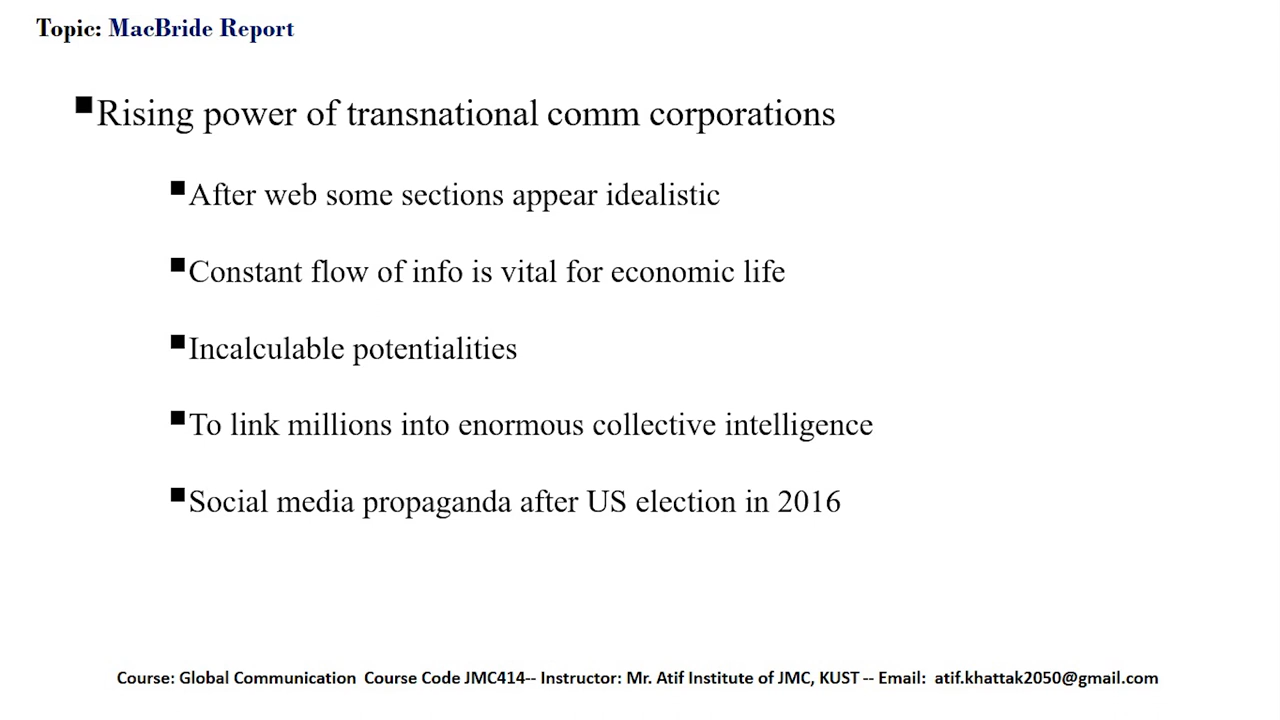 Topic: MacBride Report
▪Rising power of transnational comm corporations
▪After web some sections appear idealistic
▪Constant flow of info is vital for economic life
▪Incalculable potentialities
▪To link millions into enormous collective intelligence
▪Social media propaganda after US election in 2016
Course: Global Communication Course Code JMC414-- Instructor: Mr. Atif Institute of JMC, KUST -- Email: atif.khattak2050@gmail.com